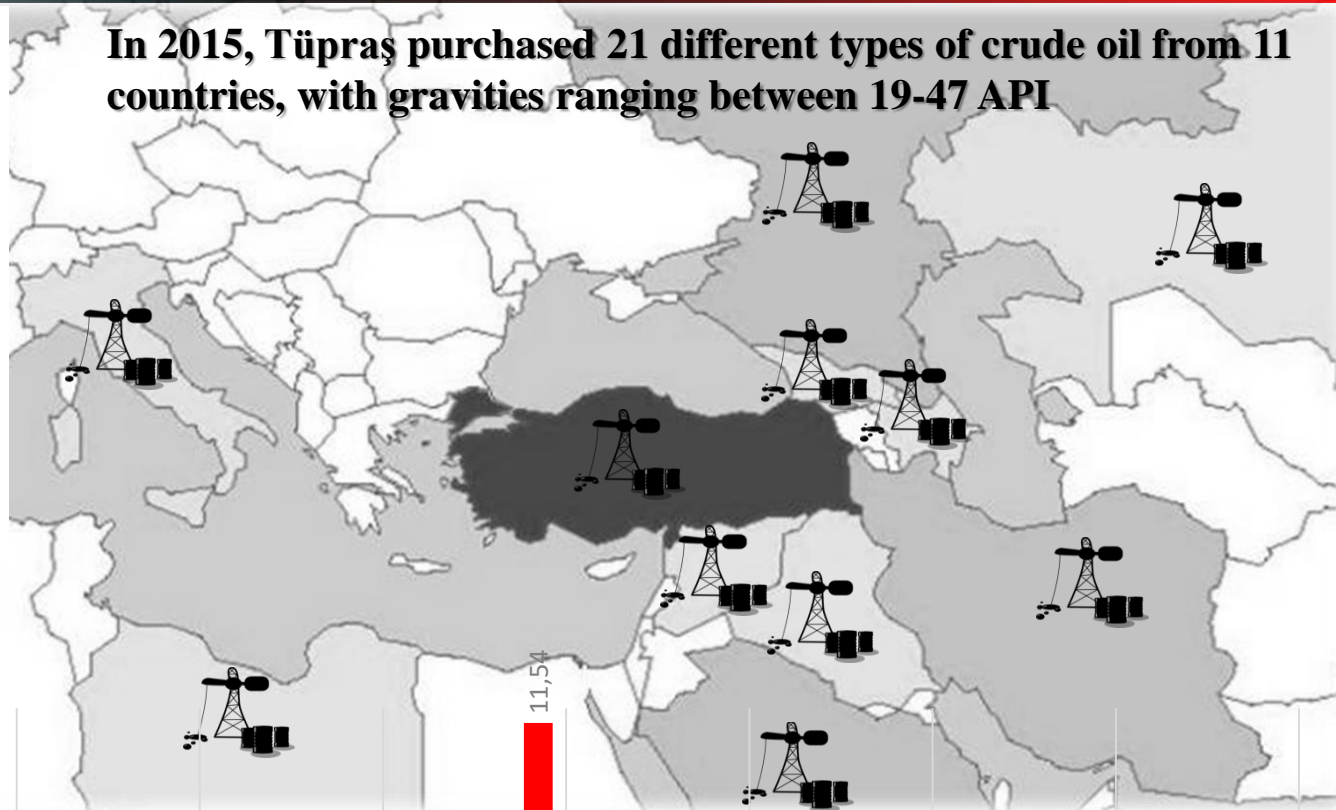 In 2015, Tüpraş purchased 21 different types of crude oil from 11
countries, with gravities ranging between 19-47 API
11,54